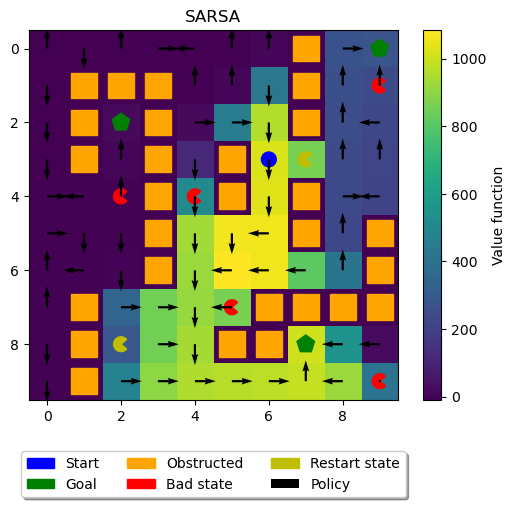 SARSA
0
2
4
6
8
0 2 4 6 8
1000
800
600
400
200
0
Value function
Start Obstructed Restart state
Goal Bad state Policy